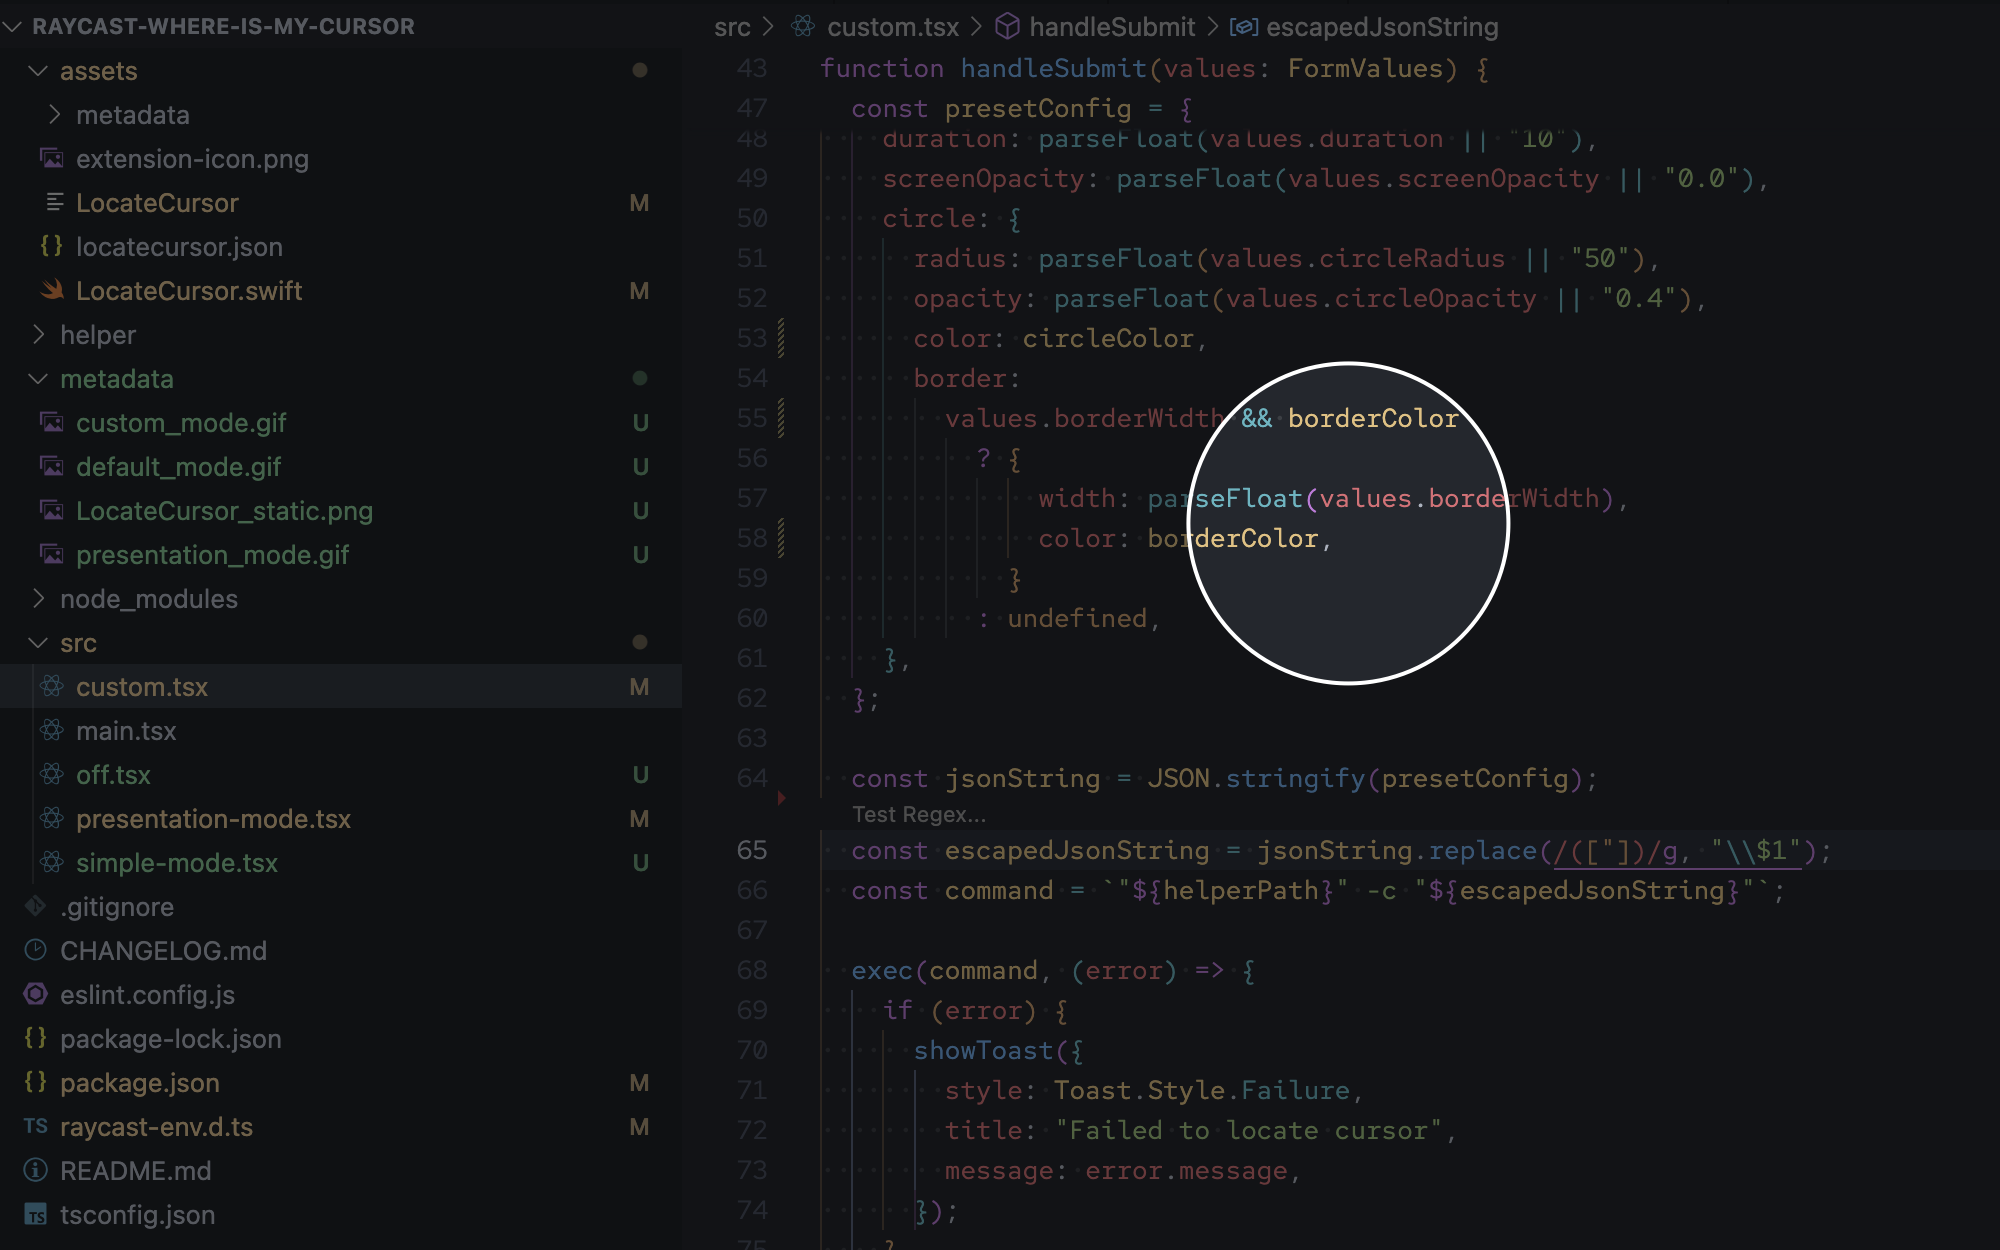 RAYCAST-WHERE-IS-MY-CURSOR
assets
metadata
extension-icon.png
LocateCursor M
{} locatecursor.json
LocateCursor.swift M
helper
metadata
custom_mode.gif U
default_mode.gif U
LocateCursor_static.png U
presentation_mode.gif U
node_modules
src
custom.tsx M
main.tsx
off.tsx U
presentation-mode.tsx M
simple-mode.tsx U
.gitignore
CHANGELOG.md
eslint.config.js
{} package-lock.json
{} package.json M
TS raycast-env.d.ts M
README.md
TS tsconfig.json
src > custom.tsx > handleSubmit > escapedJsonString
43 function handleSubmit(values: FormValues) {
47 const presetConfig = {
48 duration: parseFloat(values.duration || "10"),
49 screenOpacity: parseFloat(values.screenOpacity || "0.0"),
50 circle: {
51 radius: parseFloat(values.circleRadius || "50"),
52 opacity: parseFloat(values.circleOpacity || "0.4"),
53 color: circleColor,
54 border:
55 values.borderWidth && borderColor
56 ? {
57 width: parseFloat(values.borderWidth),
58 color: borderColor,
59 }
60 : undefined,
61 },
62 };
63
64 const jsonString = JSON.stringify(presetConfig);
Test Regex...
65 const escapedJsonString = jsonString.replace(/(["])/g, "\\$1");
66 const command = `"${helperPath}" -c "${escapedJsonString}"`;
67
68 exec(command, (error) => {
69 if (error) {
70 showToast({
71 style: Toast.Style.Failure,
72 title: "Failed to locate cursor",
73 message: error.message,
74 });
75